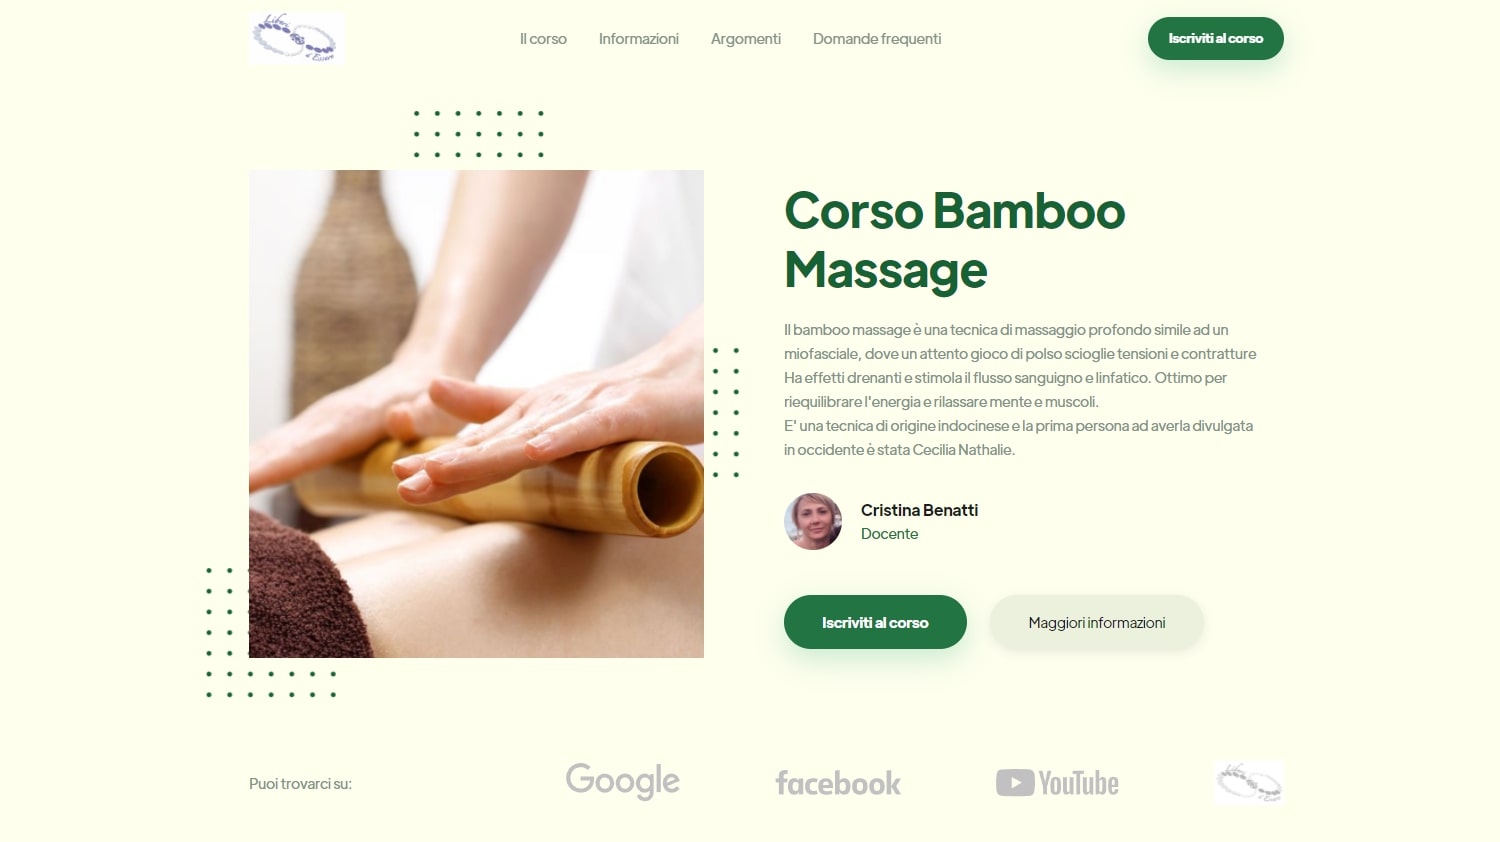 Liberi
d'Essere
Il corso
Informazioni
Argomenti
Domande frequenti
Iscriviti al corso
Corso Bamboo
Massage
Il bamboo massage è una tecnica di massaggio profondo simile ad un
miofasciale, dove un attento gioco di polso scioglie tensioni e contratture
Ha effetti drenanti e stimola il flusso sanguigno e linfatico. Ottimo per
riequilibrare l'energia e rilassare mente e muscoli.
E' una tecnica di origine indocinese e la prima persona ad averla divulgata
in occidente è stata Cecilia Nathalie.
Cristina Benatti
Docente
Iscriviti al corso
Maggiori informazioni
Puoi trovarci su:
Google
facebook
YouTube